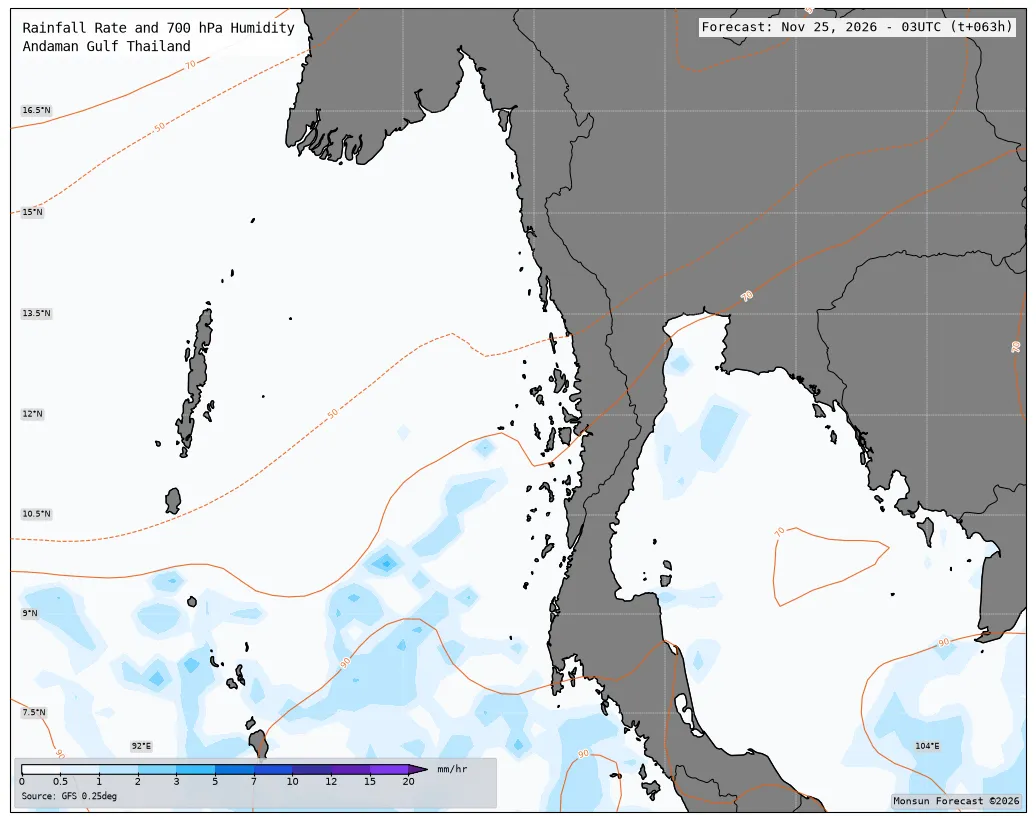 Rainfall Rate and 700 hPa Humidity
Andaman Gulf Thailand
Forecast: Nov 25, 2026 - 03UTC (t+063h)
70
50
16.5°N
15°N
70
13.5°N
70
12°N
50
10.5°N
70
9°N
90
90
7.5°N
92°E
104°E
90
90
mm/hr
0 0.5 1 2 3 5 7 10 12 15 20
Source: GFS 0.25deg
Monsun Forecast ©2026